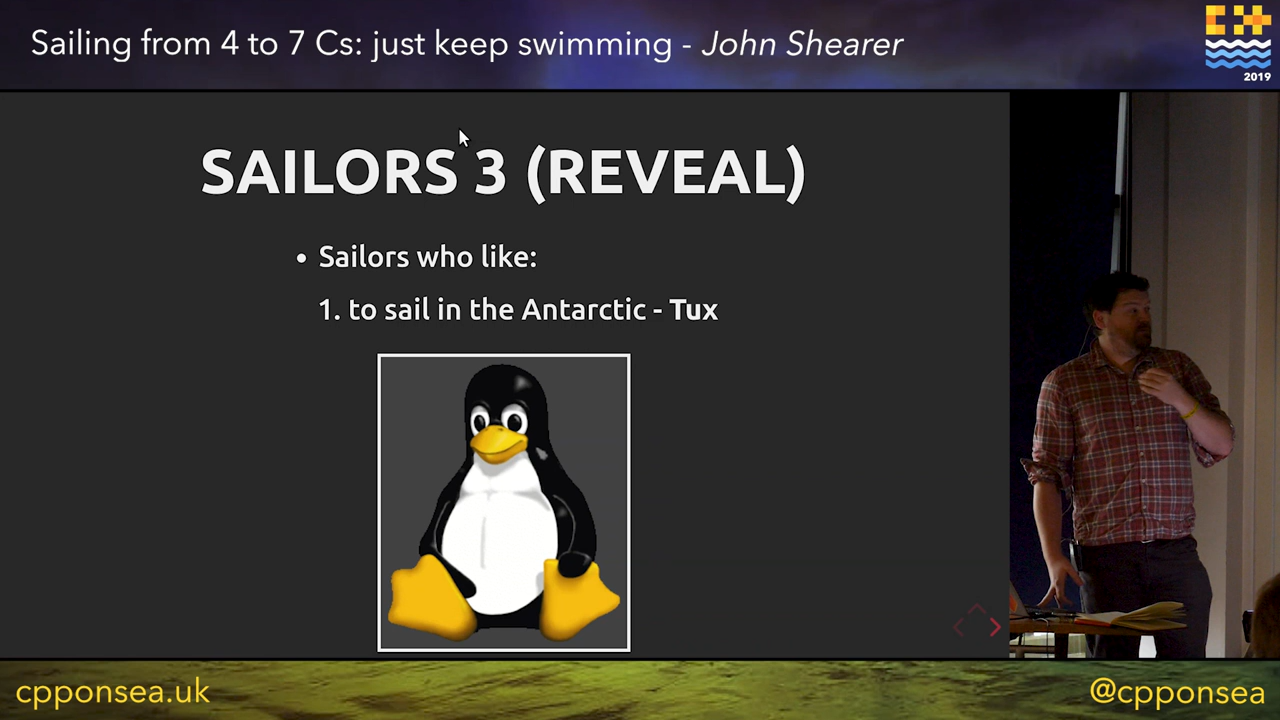 Sailing from 4 to 7 Cs: just keep swimming - John Shearer
2019
SAILORS 3 (REVEAL)
• Sailors who like:
1. to sail in the Antarctic - Tux
cpponsea.uk
@cpponsea